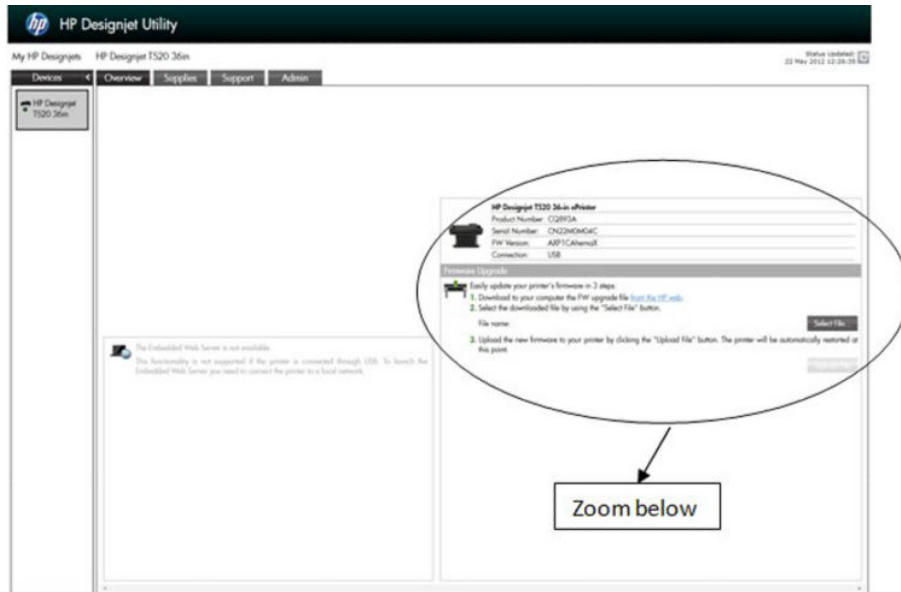 hp HP Designjet Utility
My HP Designjets HP Designjet T520 36in
Status Updated:
22 May 2012 12:28:35
Devices Overview Supplies Support Admin
HP Designjet
T520 36in
HP Designjet T520 36-in ePrinter
Product Number: CQ893A
Serial Number: CN22M0M04C
FW Version:
Connection: USB
Firmware Upgrade
Easily update your printer's firmware in 3 steps:
1. Download to your computer the FW upgrade file from the HP web.
2. Select the downloaded file by using the "Select File" button.
File name: Select File...
3. Upload the new firmware to your printer by clicking the "Upload File" button. The printer will be automatically restarted at
this point.
The Embedded Web Server is not available.
This functionality is not supported if the printer is connected through USB. To launch the
Embedded Web Server you need to connect the printer to a local network.
Zoom below